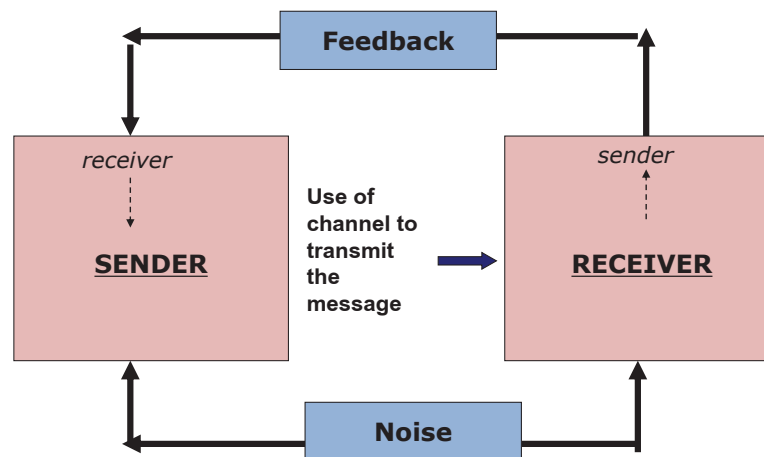 Feedback
receiver
sender
Use of
channel to
transmit
the
message
SENDER
RECEIVER
Noise